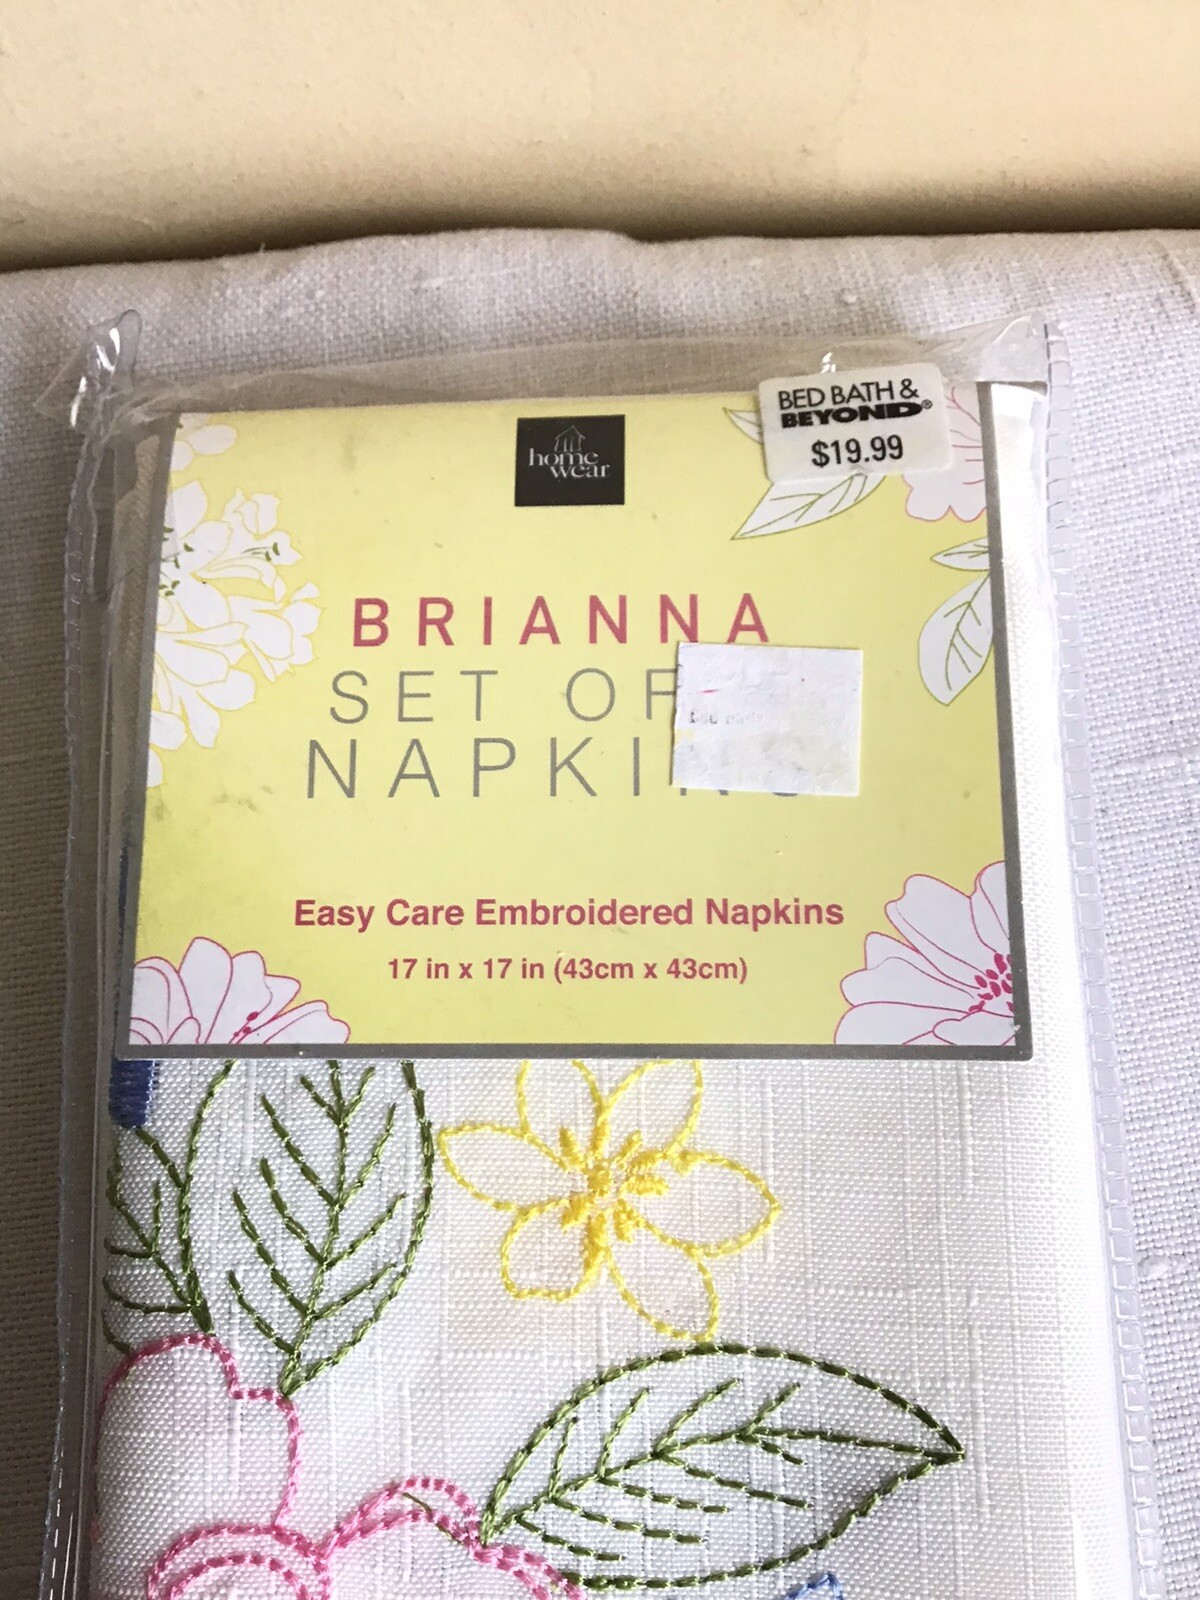 home
wear
BED BATH &
BEYOND®
$19.99
BRIANNA
SET OF
Easy Care Embroidered Napkins
17 in x 17 in (43cm x 43cm)